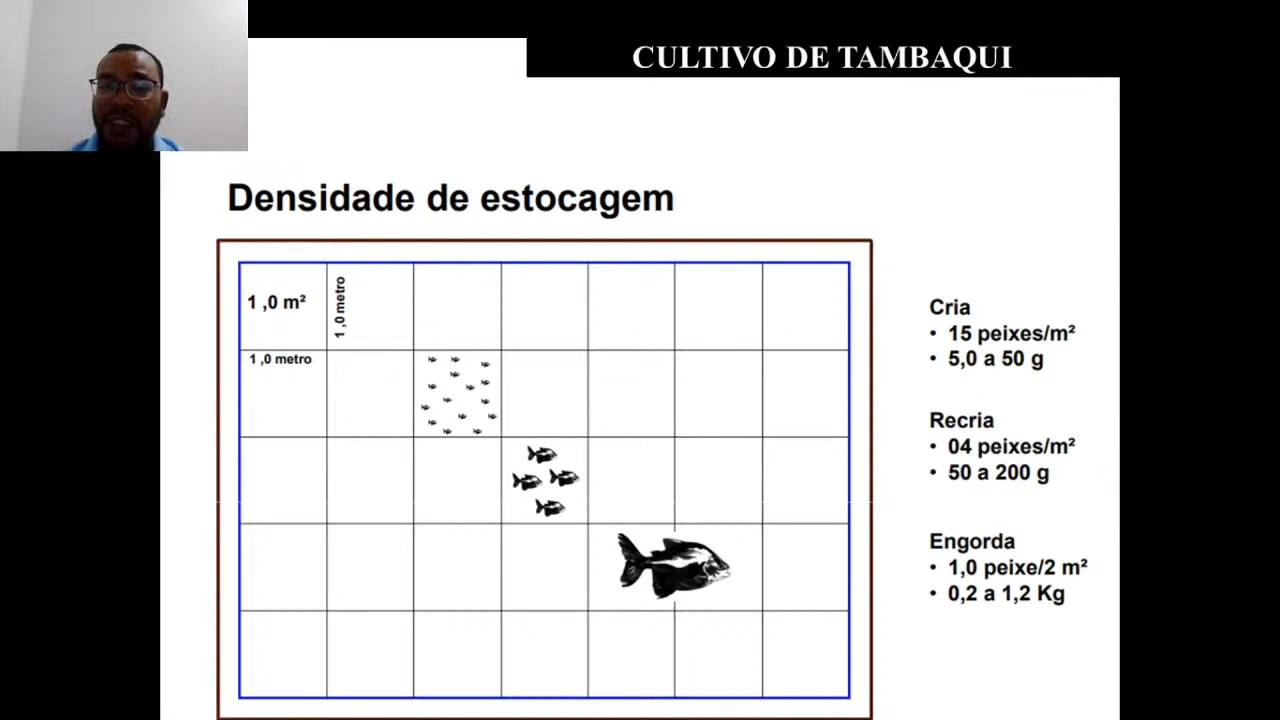 CULTIVO DE TAMBAQUI
Densidade de estocagem
1 ,0 m²
1 ,0 metro
1 ,0 metro
Cria
• 15 peixes/m²
• 5,0 a 50 g
Recria
• 04 peixes/m²
• 50 a 200 g
Engorda
• 1,0 peixe/2 m²
• 0,2 a 1,2 Kg